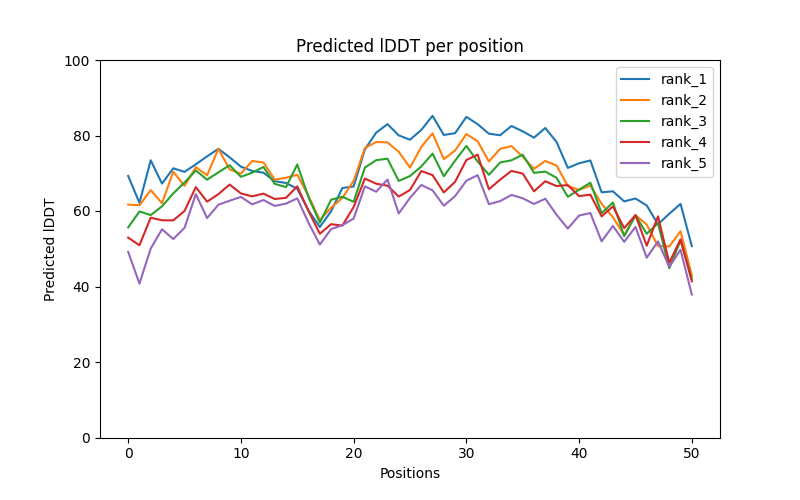 Predicted lDDT per position
100
80
60
40
20
0
Predicted lDDT
0 10 20 30 40 50
Positions
rank_1
rank_2
rank_3
rank_4
rank_5